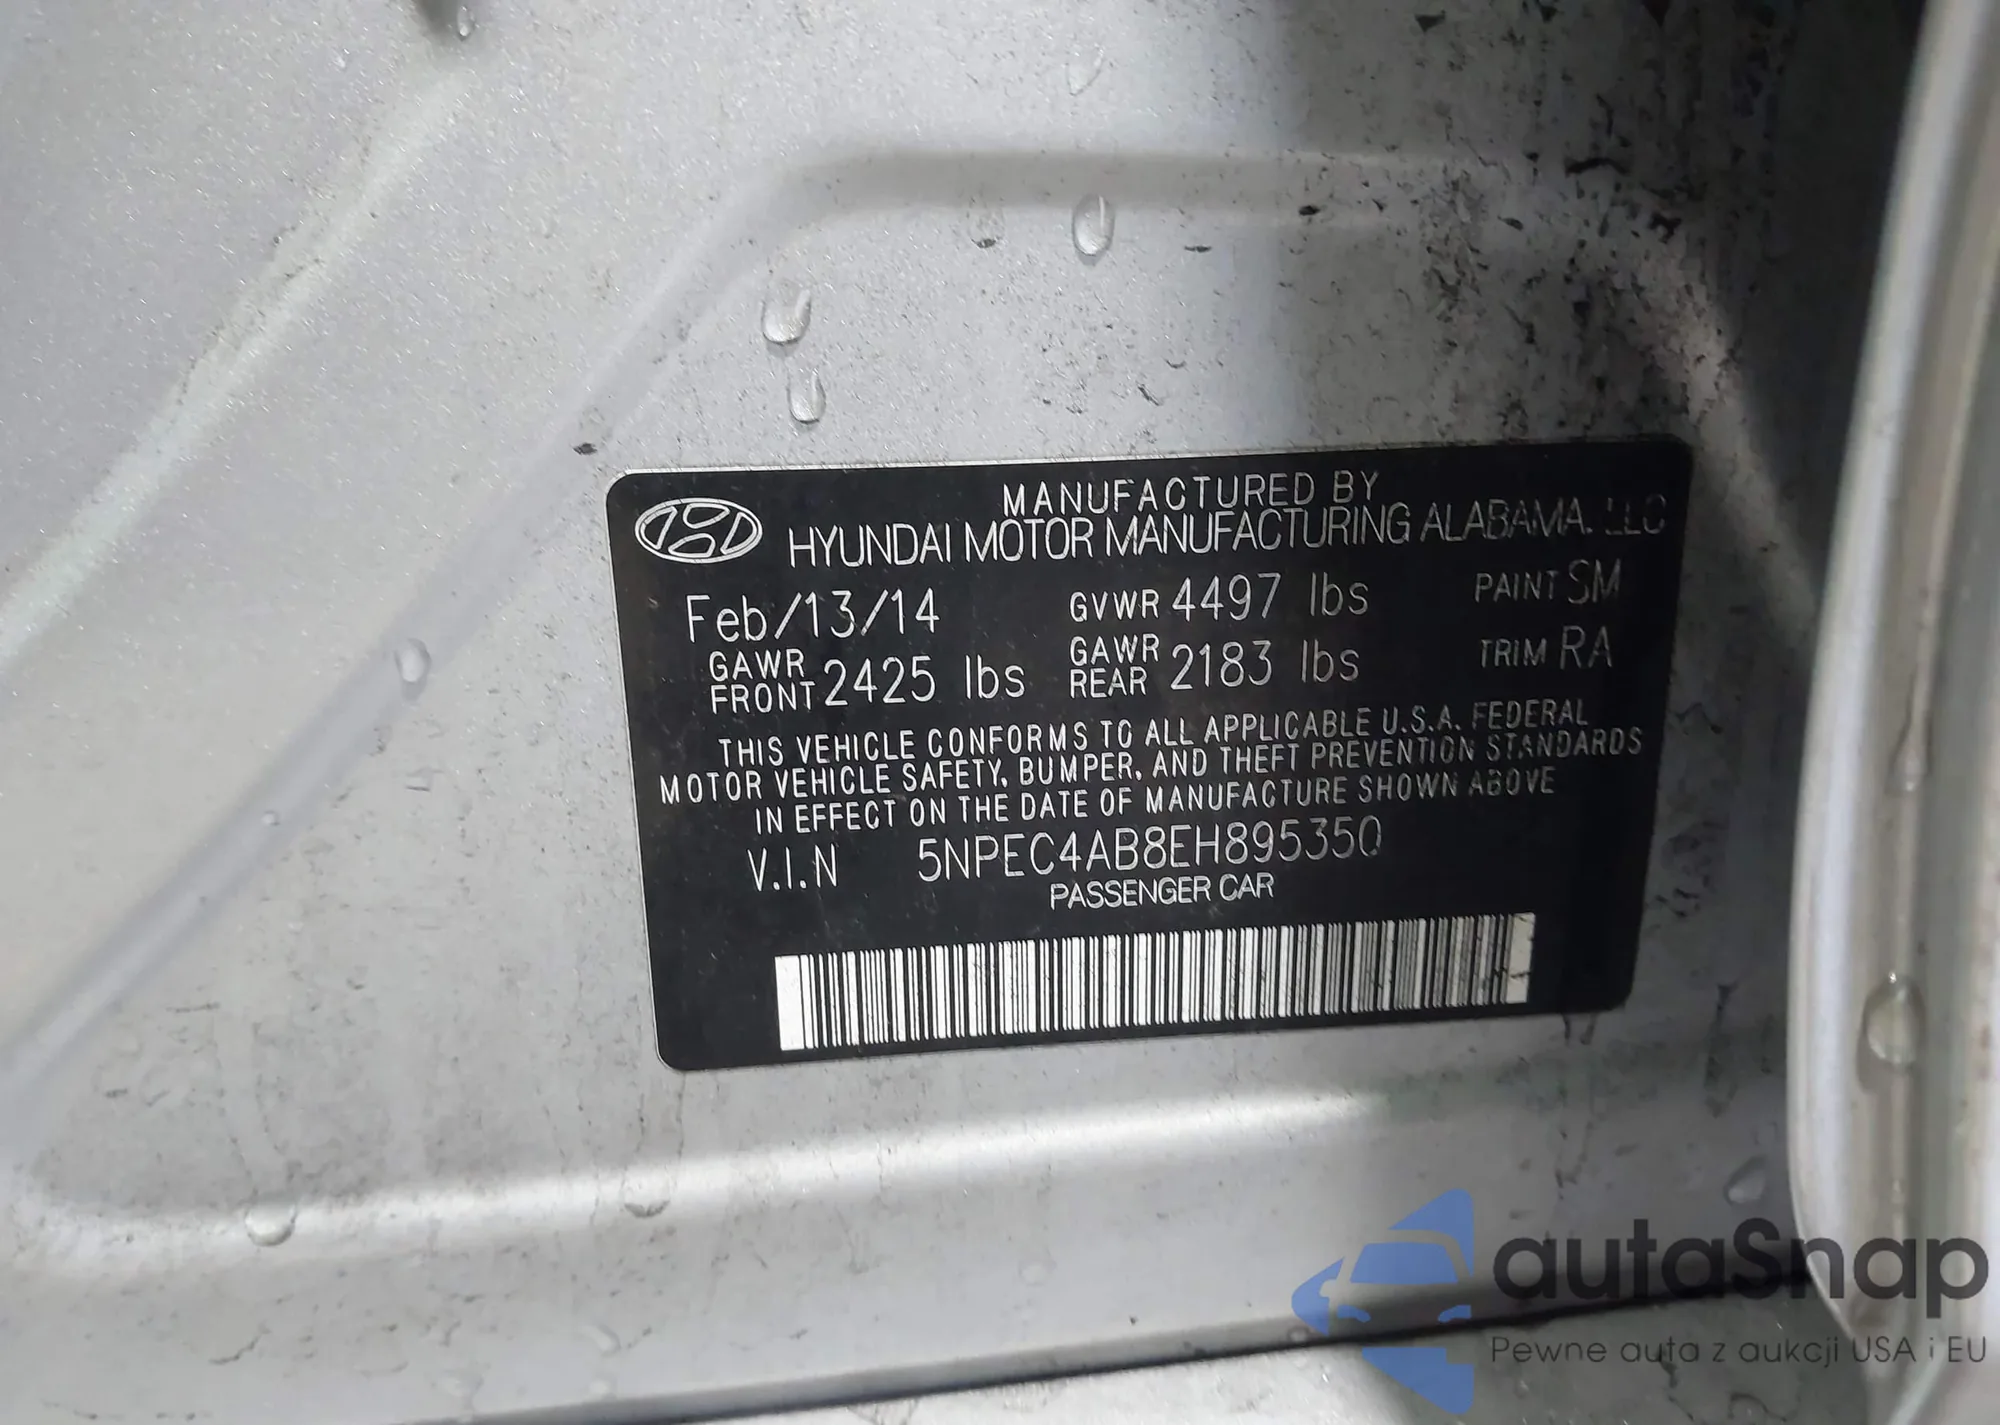 MANUFACTURED BY
HYUNDAI MOTOR MANUFACTURING ALABAMA, LLC
Feb/13/14 GVWR 4497 lbs PAINT SM
GAWR FRONT 2425 lbs GAWR REAR 2183 lbs TRIM RA
THIS VEHICLE CONFORMS TO ALL APPLICABLE U.S.A. FEDERAL
MOTOR VEHICLE SAFETY, BUMPER, AND THEFT PREVENTION STANDARDS
IN EFFECT ON THE DATE OF MANUFACTURE SHOWN ABOVE
V.I.N 5NPEC4AB8EH895350
PASSENGER CAR
autaSnap
Pewne auta z aukcji USA i EU